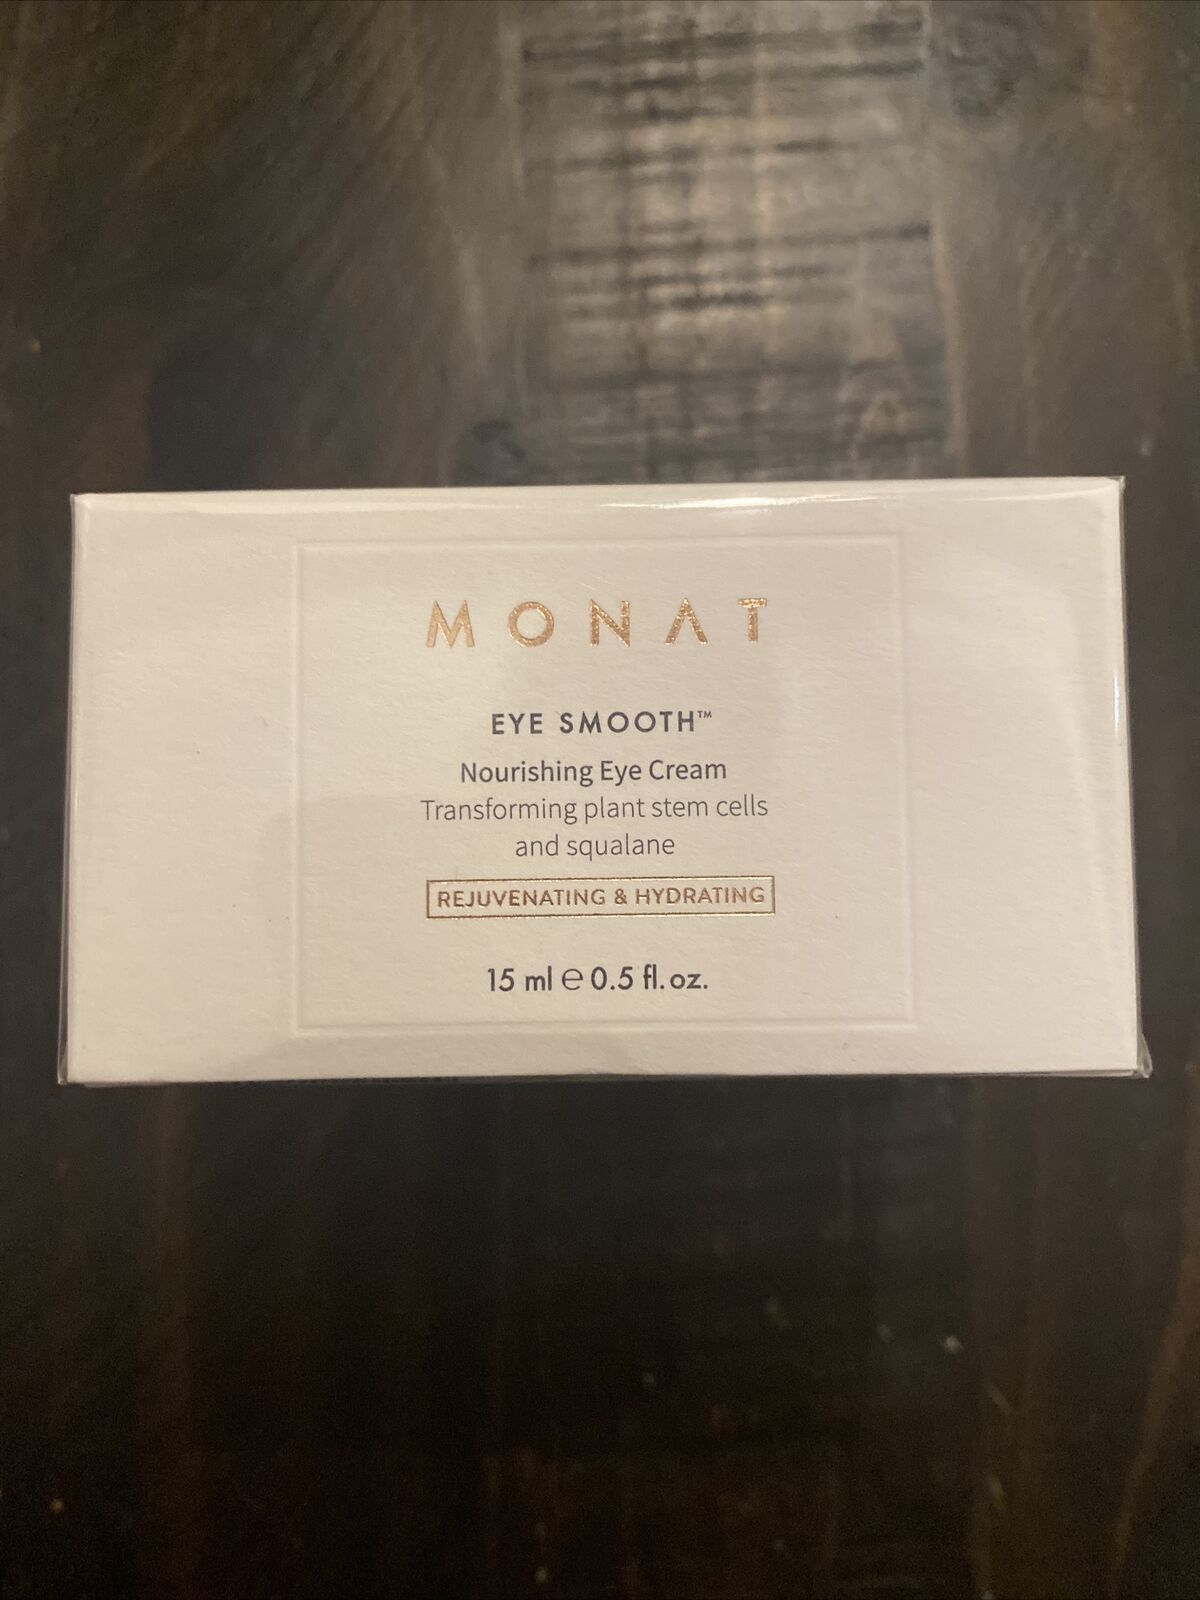 MONAT
EYE SMOOTH™
Nourishing Eye Cream
Transforming plant stem cells
and squalane
REJUVENATING & HYDRATING
15 ml ℮ 0.5 fl. oz.